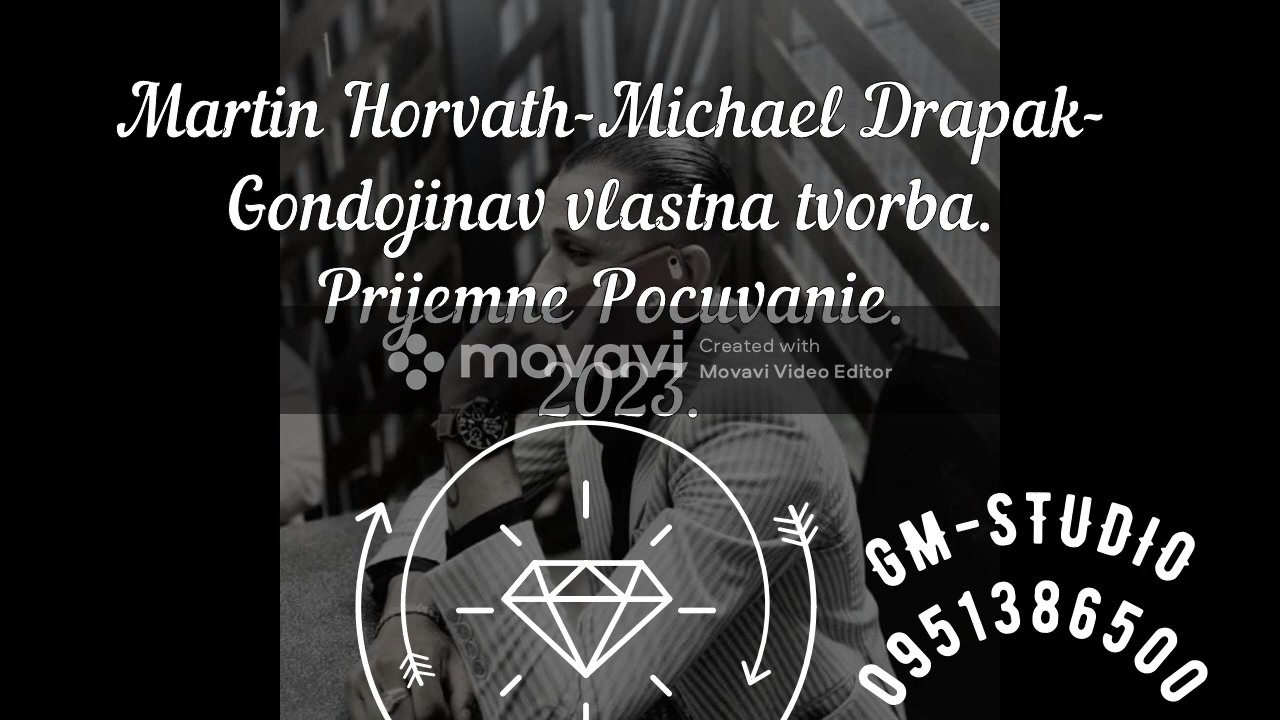 Martin Horvath-Michael Drapak-
Gondojinav vlastna tvorba.
Prijemne Pocuvanie.
2023.
movavi
Created with
Movavi Video Editor
GM-STUDIO
0951386500